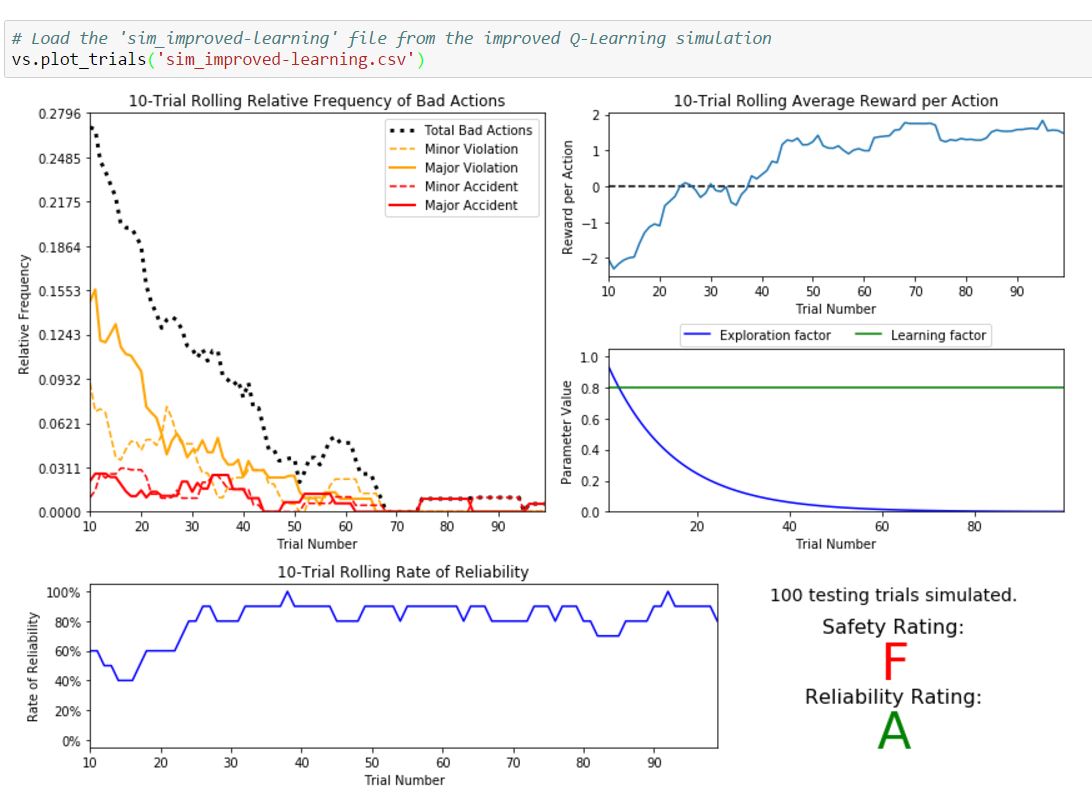 # Load the 'sim_improved-learning' file from the improved Q-Learning simulation
vs.plot_trials('sim_improved-learning.csv')
10-Trial Rolling Relative Frequency of Bad Actions
0.2796
0.2485
0.2175
0.1864
0.1553
0.1243
0.0932
0.0621
0.0311
0.0000
Relative Frequency
Total Bad Actions
Minor Violation
Major Violation
Minor Accident
Major Accident
10 20 30 40 50 60 70 80 90
Trial Number
10-Trial Rolling Average Reward per Action
2
1
0
−1
−2
Reward per Action
10 20 30 40 50 60 70 80 90
Trial Number
Exploration factor Learning factor
1.0
0.8
0.6
0.4
0.2
0.0
Parameter Value
20 40 60 80
Trial Number
10-Trial Rolling Rate of Reliability
100%
80%
60%
40%
20%
0%
Rate of Reliability
10 20 30 40 50 60 70 80 90
Trial Number
100 testing trials simulated.
Safety Rating:
F
Reliability Rating:
A